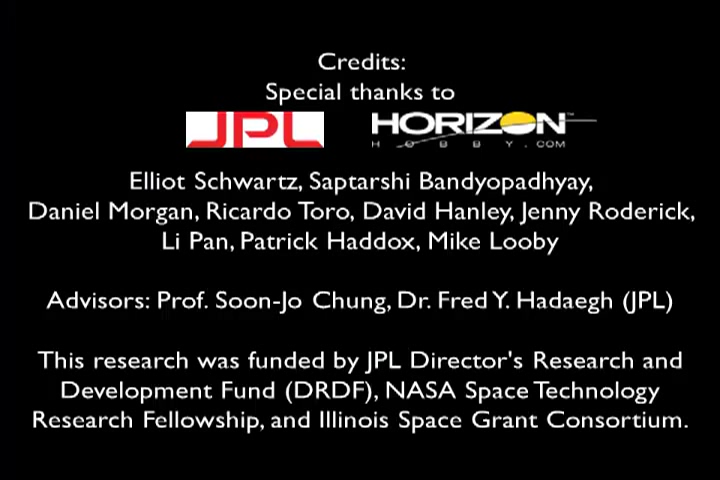 Credits:
Special thanks to
JPL HORIZON™
HOBBY.COM
Elliot Schwartz, Saptarshi Bandyopadhyay,
Daniel Morgan, Ricardo Toro, David Hanley, Jenny Roderick,
Li Pan, Patrick Haddox, Mike Looby
Advisors: Prof. Soon-Jo Chung, Dr. Fred Y. Hadaegh (JPL)
This research was funded by JPL Director's Research and
Development Fund (DRDF), NASA Space Technology
Research Fellowship, and Illinois Space Grant Consortium.